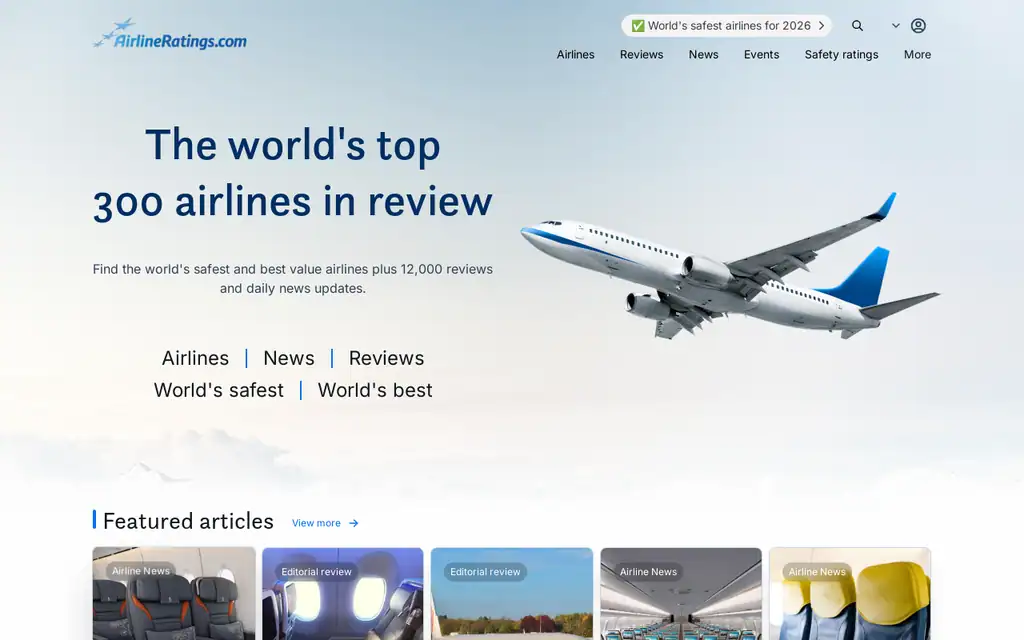 AirlineRatings.com
✅ World's safest airlines for 2026
Airlines
Reviews
News
Events
Safety ratings
More
The world's top
300 airlines in review
Find the world's safest and best value airlines plus 12,000 reviews
and daily news updates.
Airlines | News | Reviews
World's safest | World's best
Featured articles
View more
Airline News
Editorial review
Editorial review
Airline News
Airline News